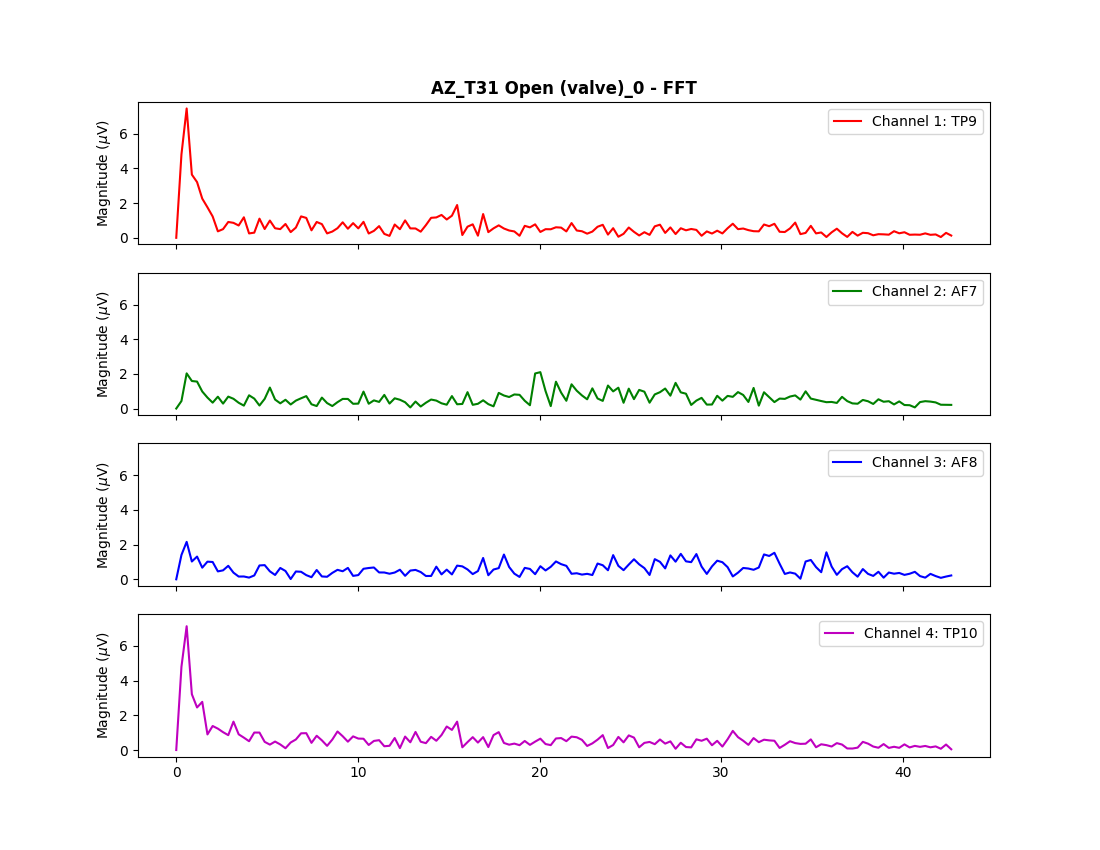 AZ_T31 Open (valve)_0 - FFT
Magnitude (μV)
6
4
2
0
Channel 1: TP9
Magnitude (μV)
6
4
2
0
Channel 2: AF7
Magnitude (μV)
6
4
2
0
Channel 3: AF8
Magnitude (μV)
6
4
2
0
Channel 4: TP10
0 10 20 30 40